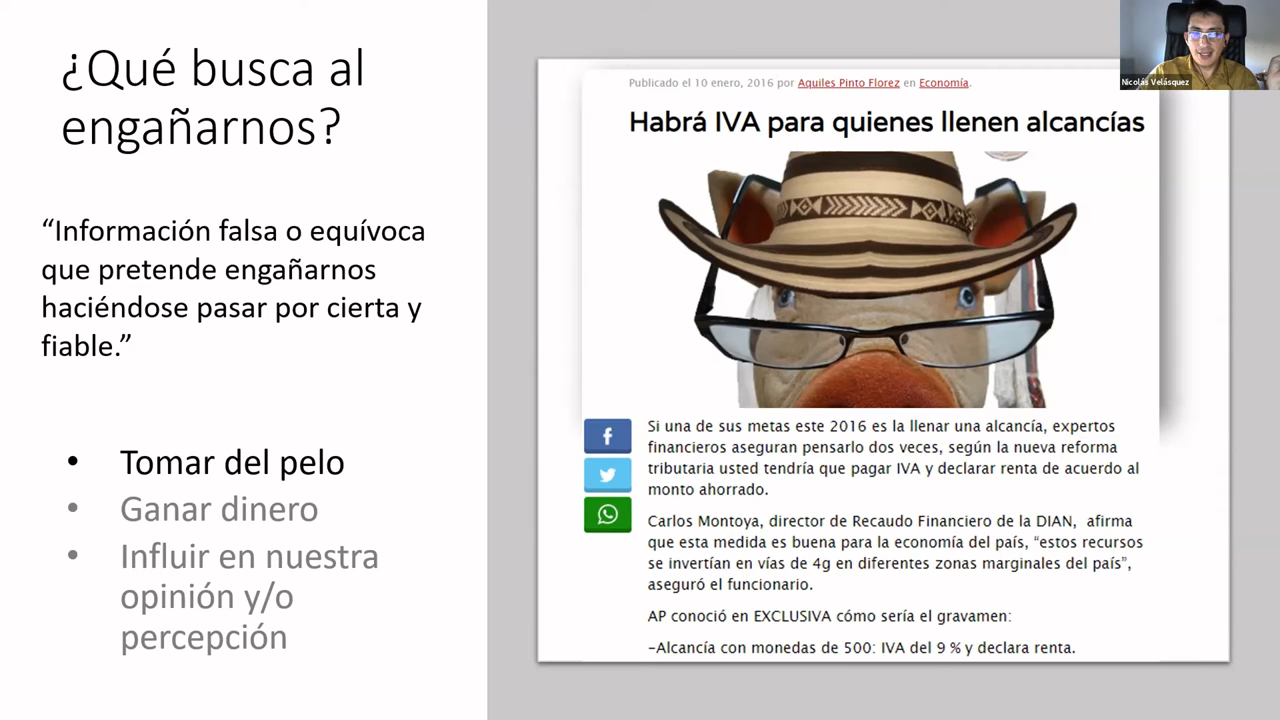 ¿Qué busca al
engañarnos?
“Información falsa o equívoca
que pretende engañarnos
haciéndose pasar por cierta y
fiable.”
• Tomar del pelo
• Ganar dinero
• Influir en nuestra
opinión y/o
percepción
Publicado el 10 enero, 2016 por Aquiles Pinto Florez en Economía.
Habrá IVA para quienes llenen alcancías
Si una de sus metas este 2016 es la llenar una alcancía, expertos
financieros aseguran pensarlo dos veces, según la nueva reforma
tributaria usted tendría que pagar IVA y declarar renta de acuerdo al
monto ahorrado.
Carlos Montoya, director de Recaudo Financiero de la DIAN, afirma
que esta medida es buena para la economía del país, “estos recursos
se invertían en vías de 4g en diferentes zonas marginales del país”,
aseguró el funcionario.
AP conoció en EXCLUSIVA cómo sería el gravamen:
–Alcancía con monedas de 500: IVA del 9 % y declara renta.
Nicolás Velásquez